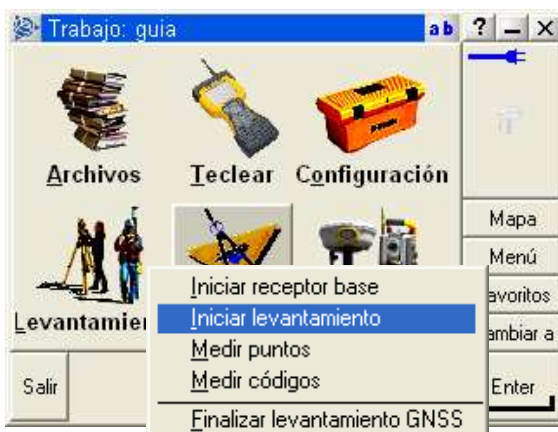 Trabajo: guia
ab ? – X
Archivos Teclear Configuración
Mapa
Menú
Iniciar receptor base
avoritos
Levantamie Iniciar levantamiento
ambiar a
Medir puntos
Salir Medir códigos Enter
Finalizar levantamiento GNSS